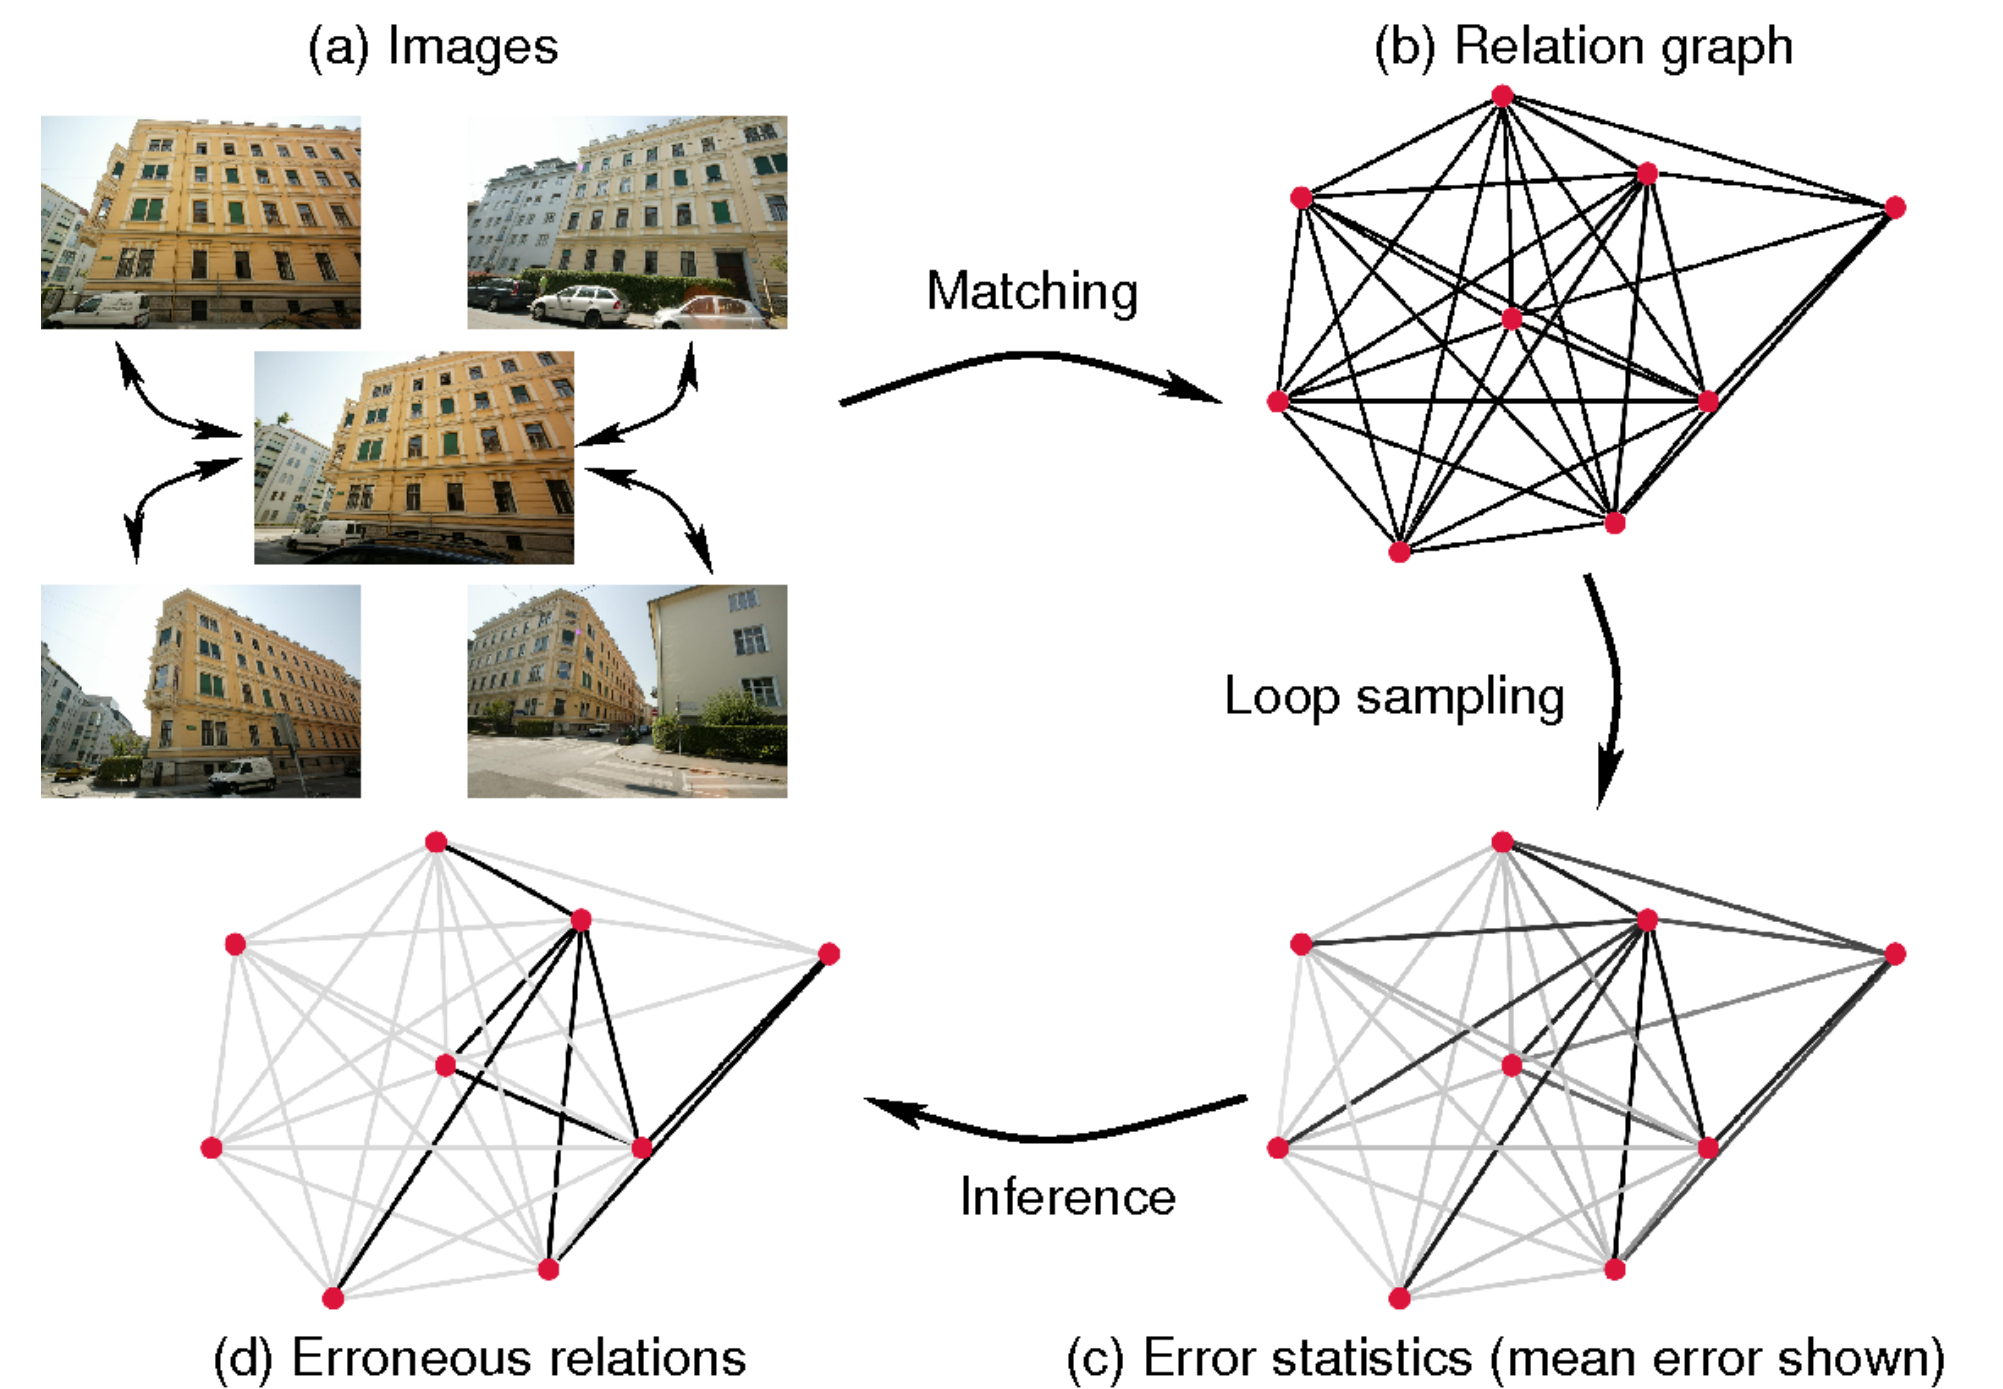 (a) Images
(b) Relation graph
Matching
Loop sampling
Inference
(d) Erroneous relations
(c) Error statistics (mean error shown)